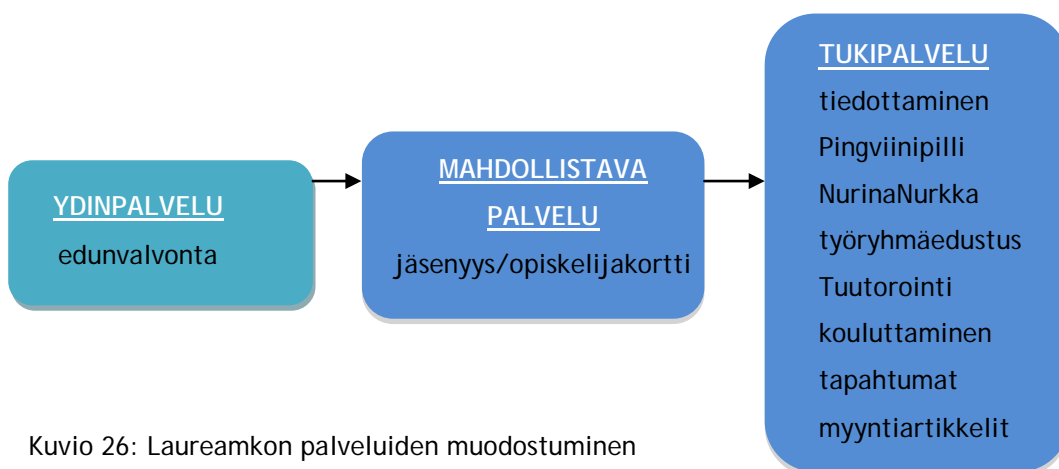 YDINPALVELU
edunvalvonta
MAHDOLLISTAVA
PALVELU
jäsenyys/opiskelijakortti
TUKIPALVELU
tiedottaminen
Pingviinipilli
NurinaNurkka
työryhmäedustus
Tuutorointi
kouluttaminen
tapahtumat
myyntiartikkelit
Kuvio 26: Laureamkon palveluiden muodostuminen